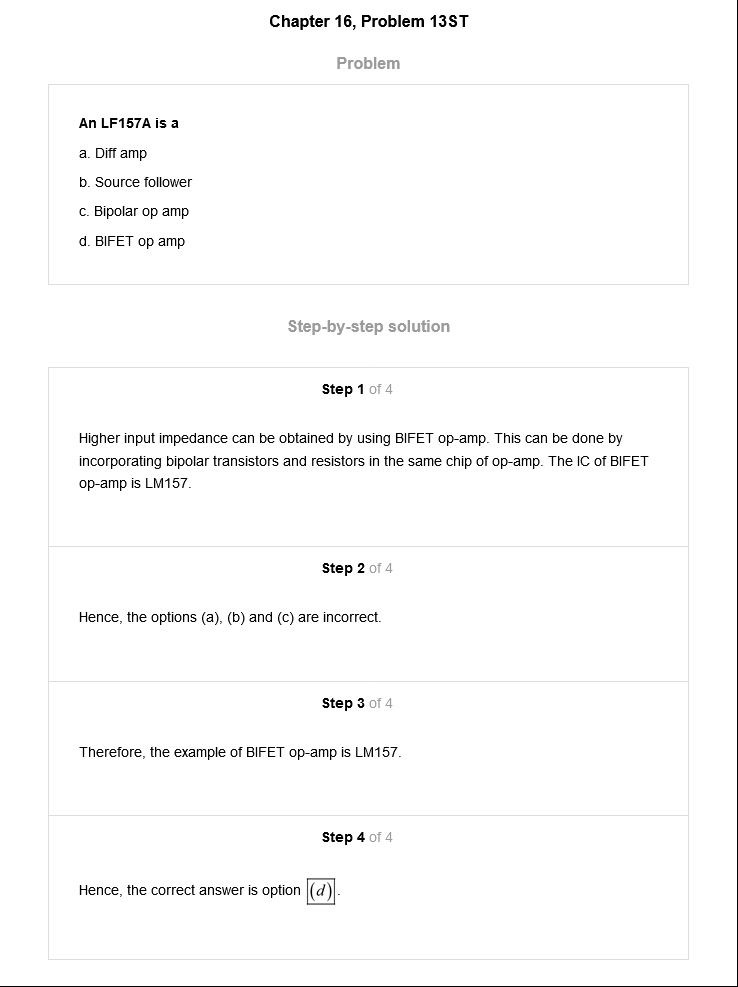 Chapter 16, Problem 13ST
Problem
An LF157A is a
a. Diff amp
b. Source follower
c. Bipolar op amp
d. BIFET op amp
Step-by-step solution
Step 1 of 4
Higher input impedance can be obtained by using BIFET op-amp. This can be done by
incorporating bipolar transistors and resistors in the same chip of op-amp. The IC of BIFET
op-amp is LM157.
Step 2 of 4
Hence, the options (a), (b) and (c) are incorrect.
Step 3 of 4
Therefore, the example of BIFET op-amp is LM157.
Step 4 of 4
Hence, the correct answer is option (d).